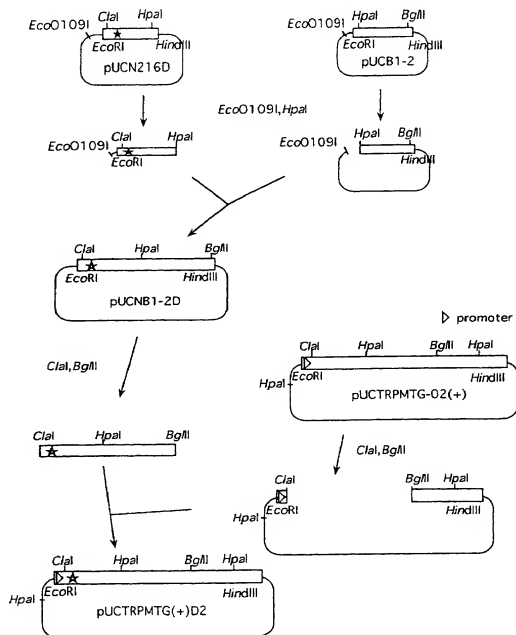 EcoO109I
ClaI
HpaI
EcoRI
HindIII
pUCN216D
EcoO109I
HpaI
BglII
EcoRI
HindIII
pUCB1-2
EcoO109I, HpaI
EcoO109I
ClaI
HpaI
EcoRI
EcoO109I
HpaI
BglII
HindIII
ClaI
HpaI
BglII
EcoRI
HindIII
pUCNB1-2D
promoter
ClaI, BglII
ClaI
HpaI
BglII
HpaI
HpaI
EcoRI
HindIII
pUCTRPMTG-02(+)
ClaI
HpaI
BglII
ClaI, BglII
ClaI
BglII
HpaI
EcoRI
HindIII
HpaI
ClaI
HpaI
BglII
HpaI
EcoRI
HindIII
HpaI
pUCTRPMTG(+)D2